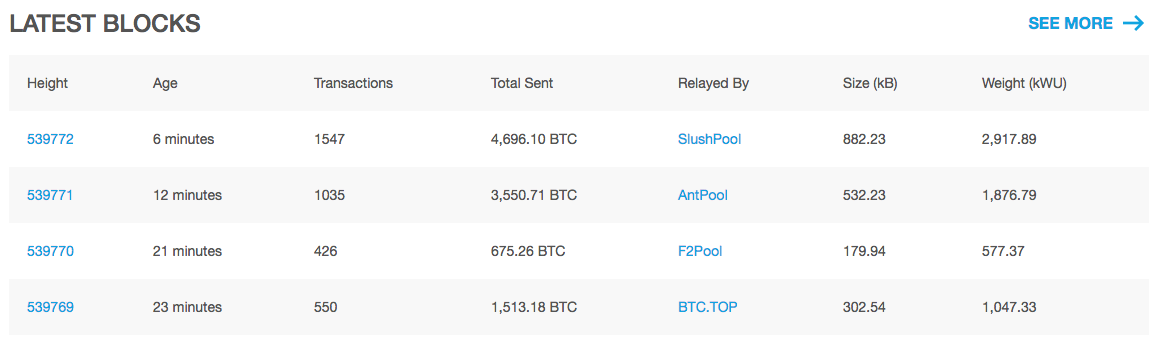 LATEST BLOCKS SEE MORE →
Height Age Transactions Total Sent Relayed By Size (kB) Weight (kWU)
539772 6 minutes 1547 4,696.10 BTC SlushPool 882.23 2,917.89
539771 12 minutes 1035 3,550.71 BTC AntPool 532.23 1,876.79
539770 21 minutes 426 675.26 BTC F2Pool 179.94 577.37
539769 23 minutes 550 1,513.18 BTC BTC.TOP 302.54 1,047.33